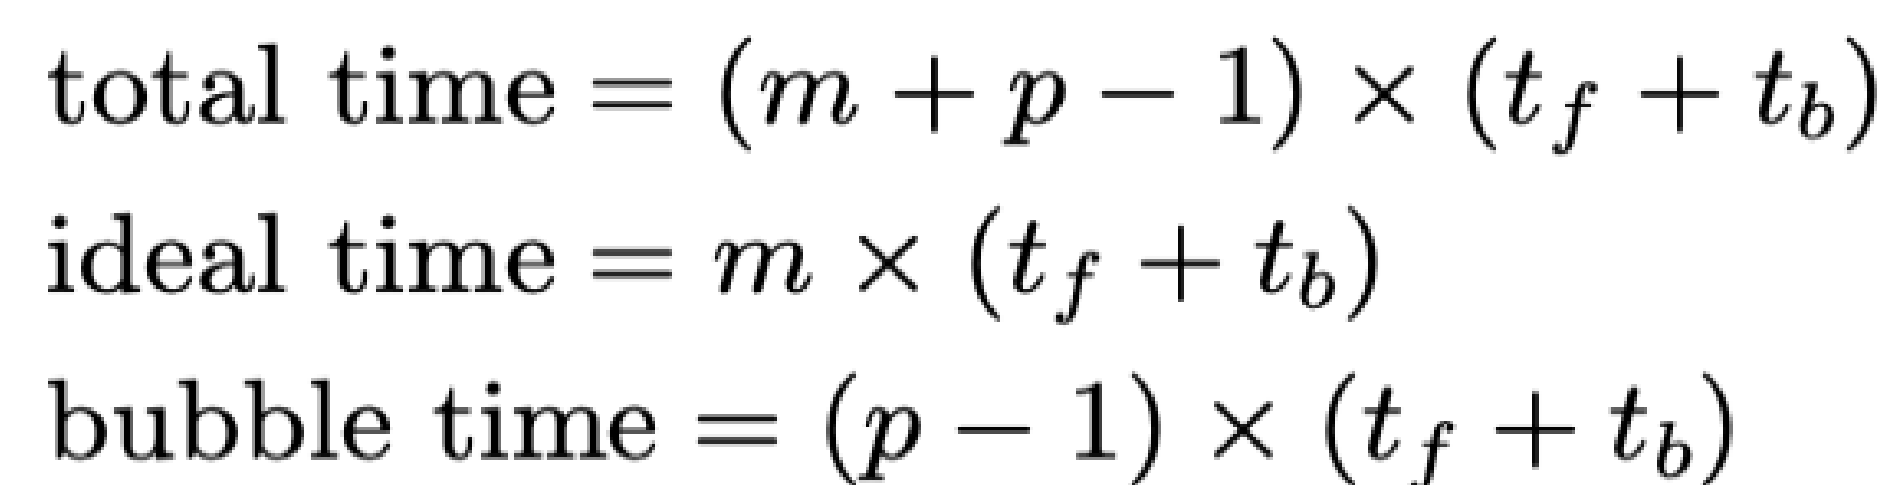 total time = (m + p − 1) × (t_f + t_b)
ideal time = m × (t_f + t_b)
bubble time = (p − 1) × (t_f + t_b)